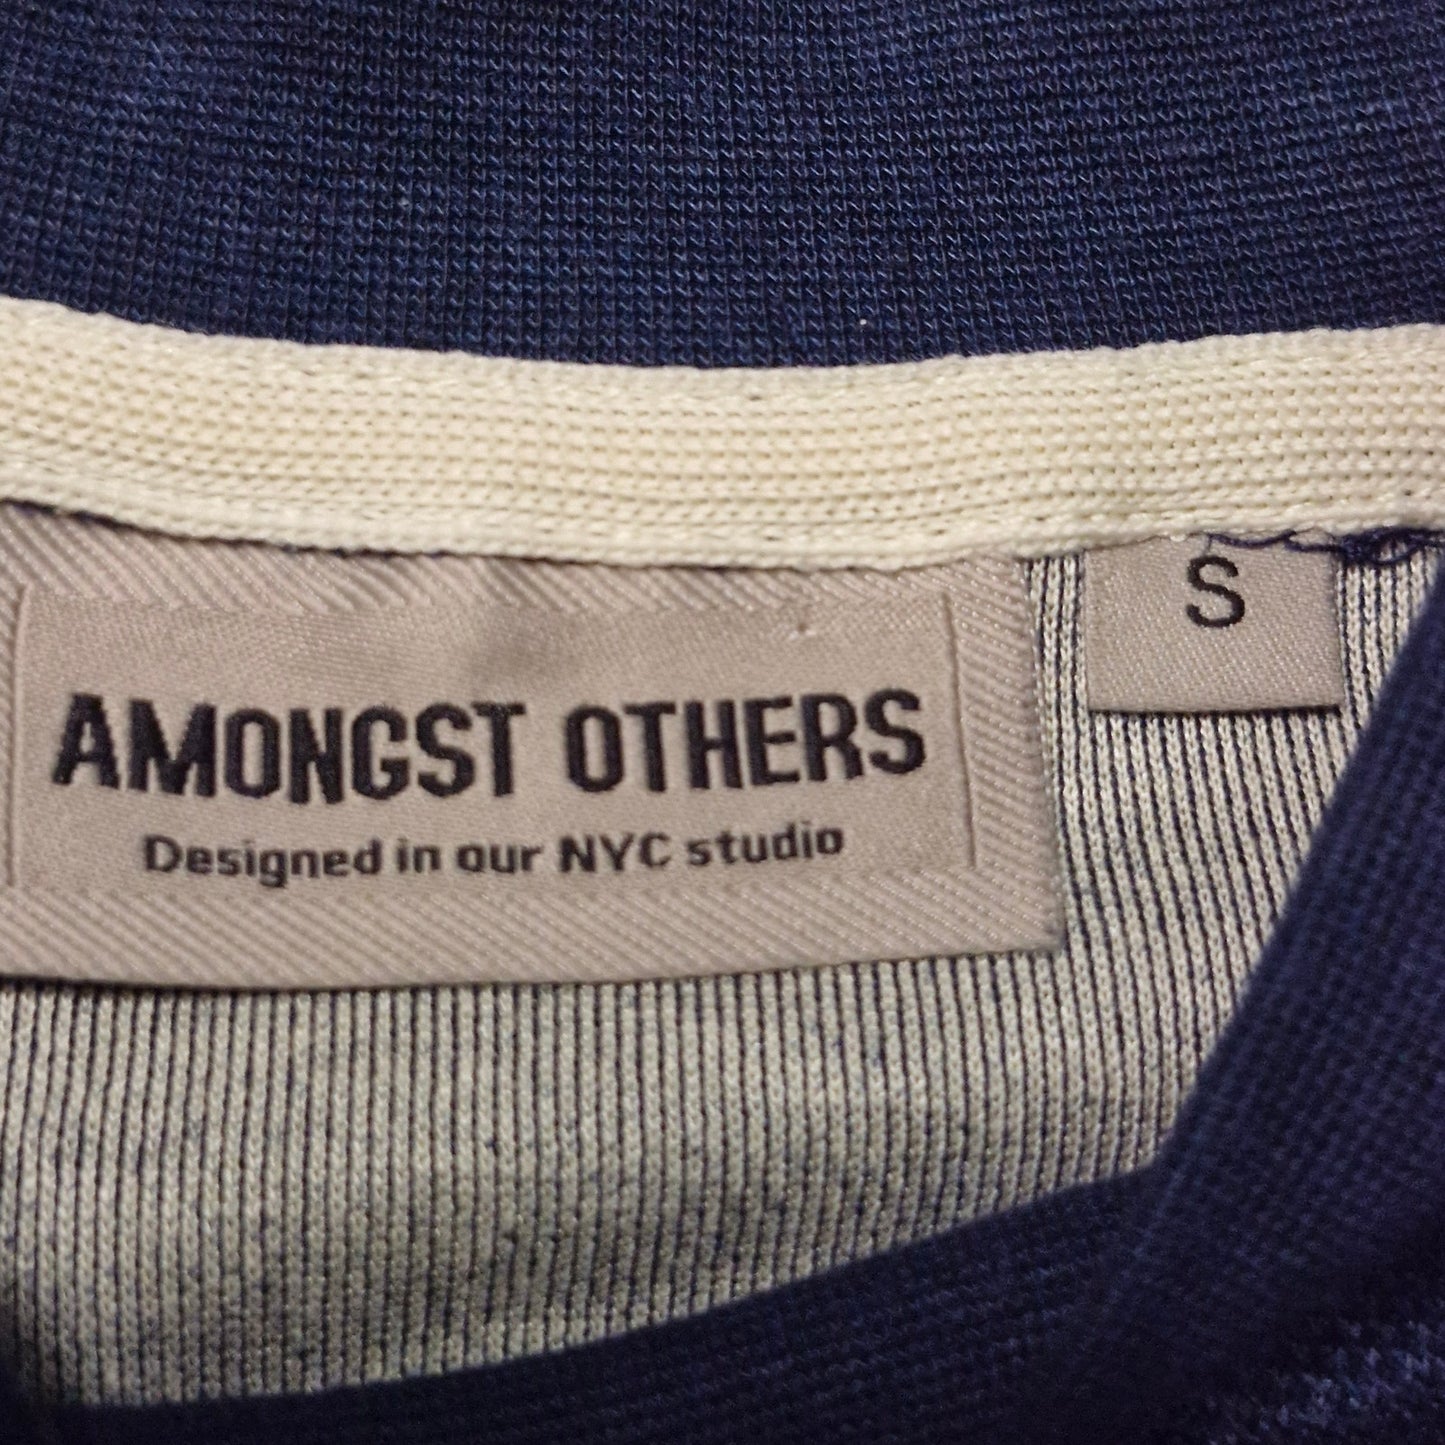 AMONGST OTHERS
Designed in our NYC studio
S